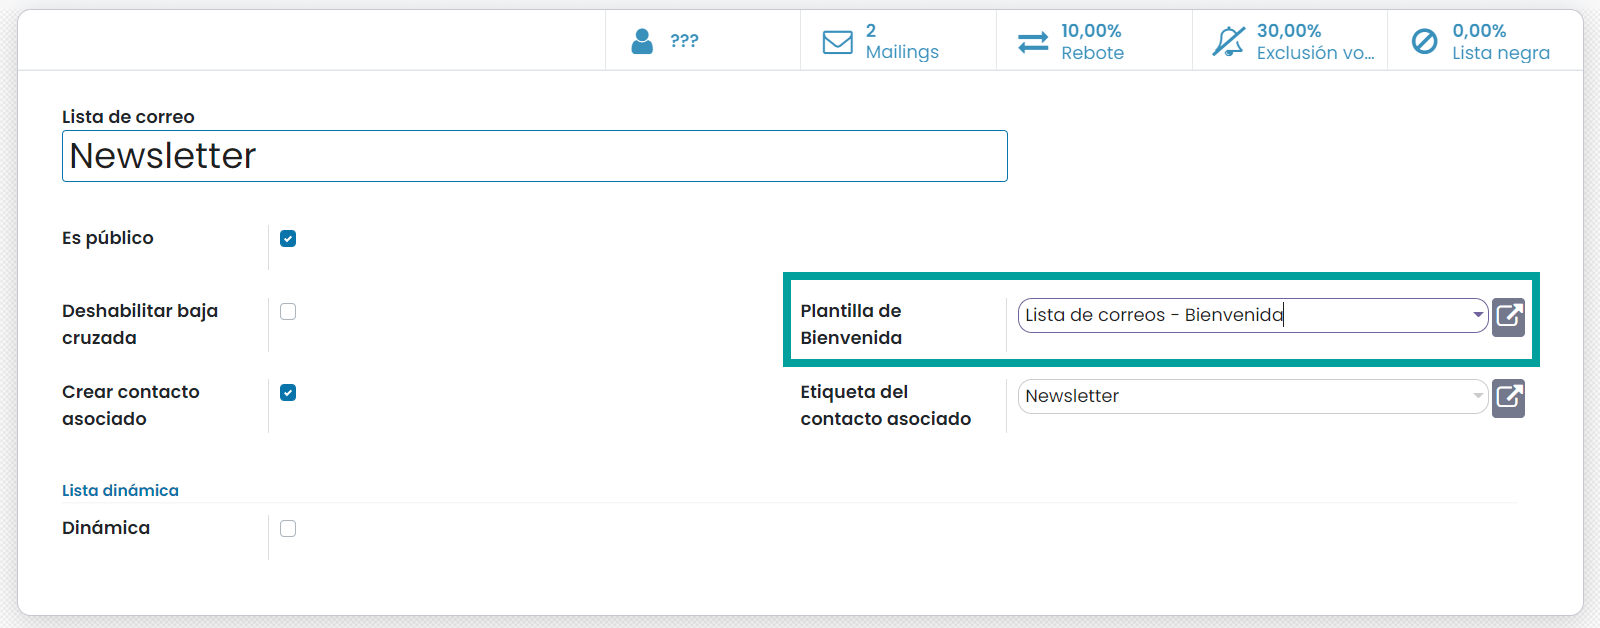 ???
2
Mailings
10,00%
Rebote
30,00%
Exclusión vo...
0,00%
Lista negra
Lista de correo
Newsletter
Es público
Deshabilitar baja
cruzada
Plantilla de
Bienvenida
Lista de correos - Bienvenida
Crear contacto
asociado
Etiqueta del
contacto asociado
Newsletter
Lista dinámica
Dinámica